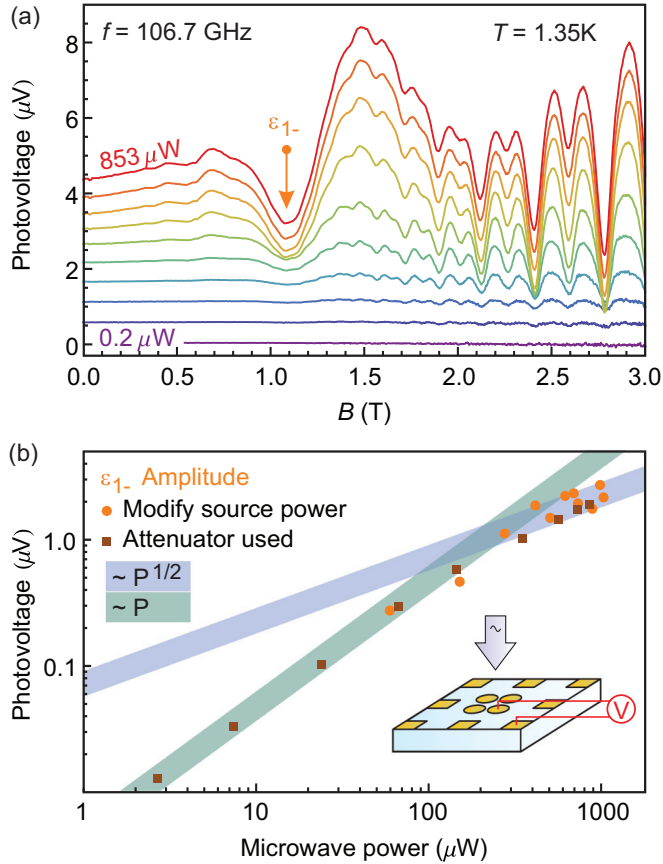 (a)
f = 106.7 GHz
T = 1.35K
8
6
4
2
0
Photovoltage (μV)
ε1-
853 μW
0.2 μW
0.0 0.5 1.0 1.5 2.0 2.5 3.0
B (T)
(b)
ε1- Amplitude
Modify source power
Attenuator used
~ P1/2
~ P
1.0
0.1
Photovoltage (μV)
~
V
1 10 100 1000
Microwave power (μW)